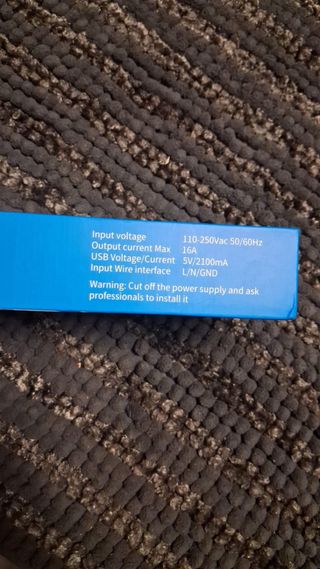 Input voltage 110-250Vac 50/60Hz
Output current Max 16A
USB Voltage/Current 5V/2100mA
Input Wire interface L/N/GND
Warning: Cut off the power supply and ask
professionals to install it